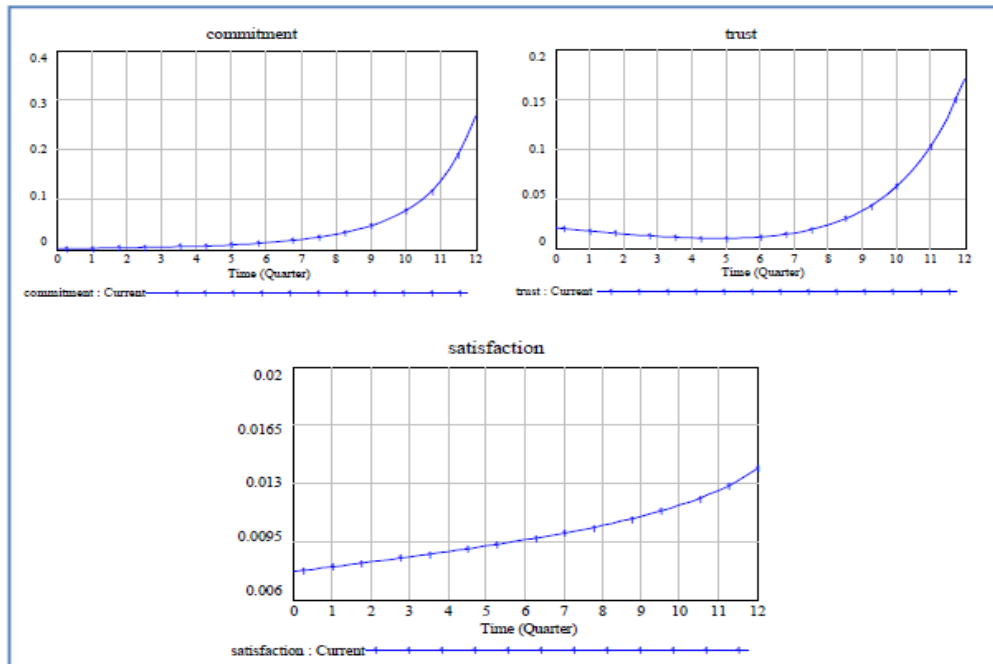 commitment
0.4
0.3
0.2
0.1
0
0 1 2 3 4 5 6 7 8 9 10 11 12
Time (Quarter)
commitment : Current
trust
0.2
0.15
0.1
0.05
0
0 1 2 3 4 5 6 7 8 9 10 11 12
Time (Quarter)
trust : Current
satisfaction
0.02
0.0165
0.013
0.0095
0.006
0 1 2 3 4 5 6 7 8 9 10 11 12
Time (Quarter)
satisfaction : Current